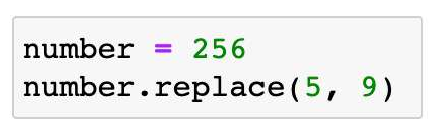 number = 256
number.replace(5, 9)